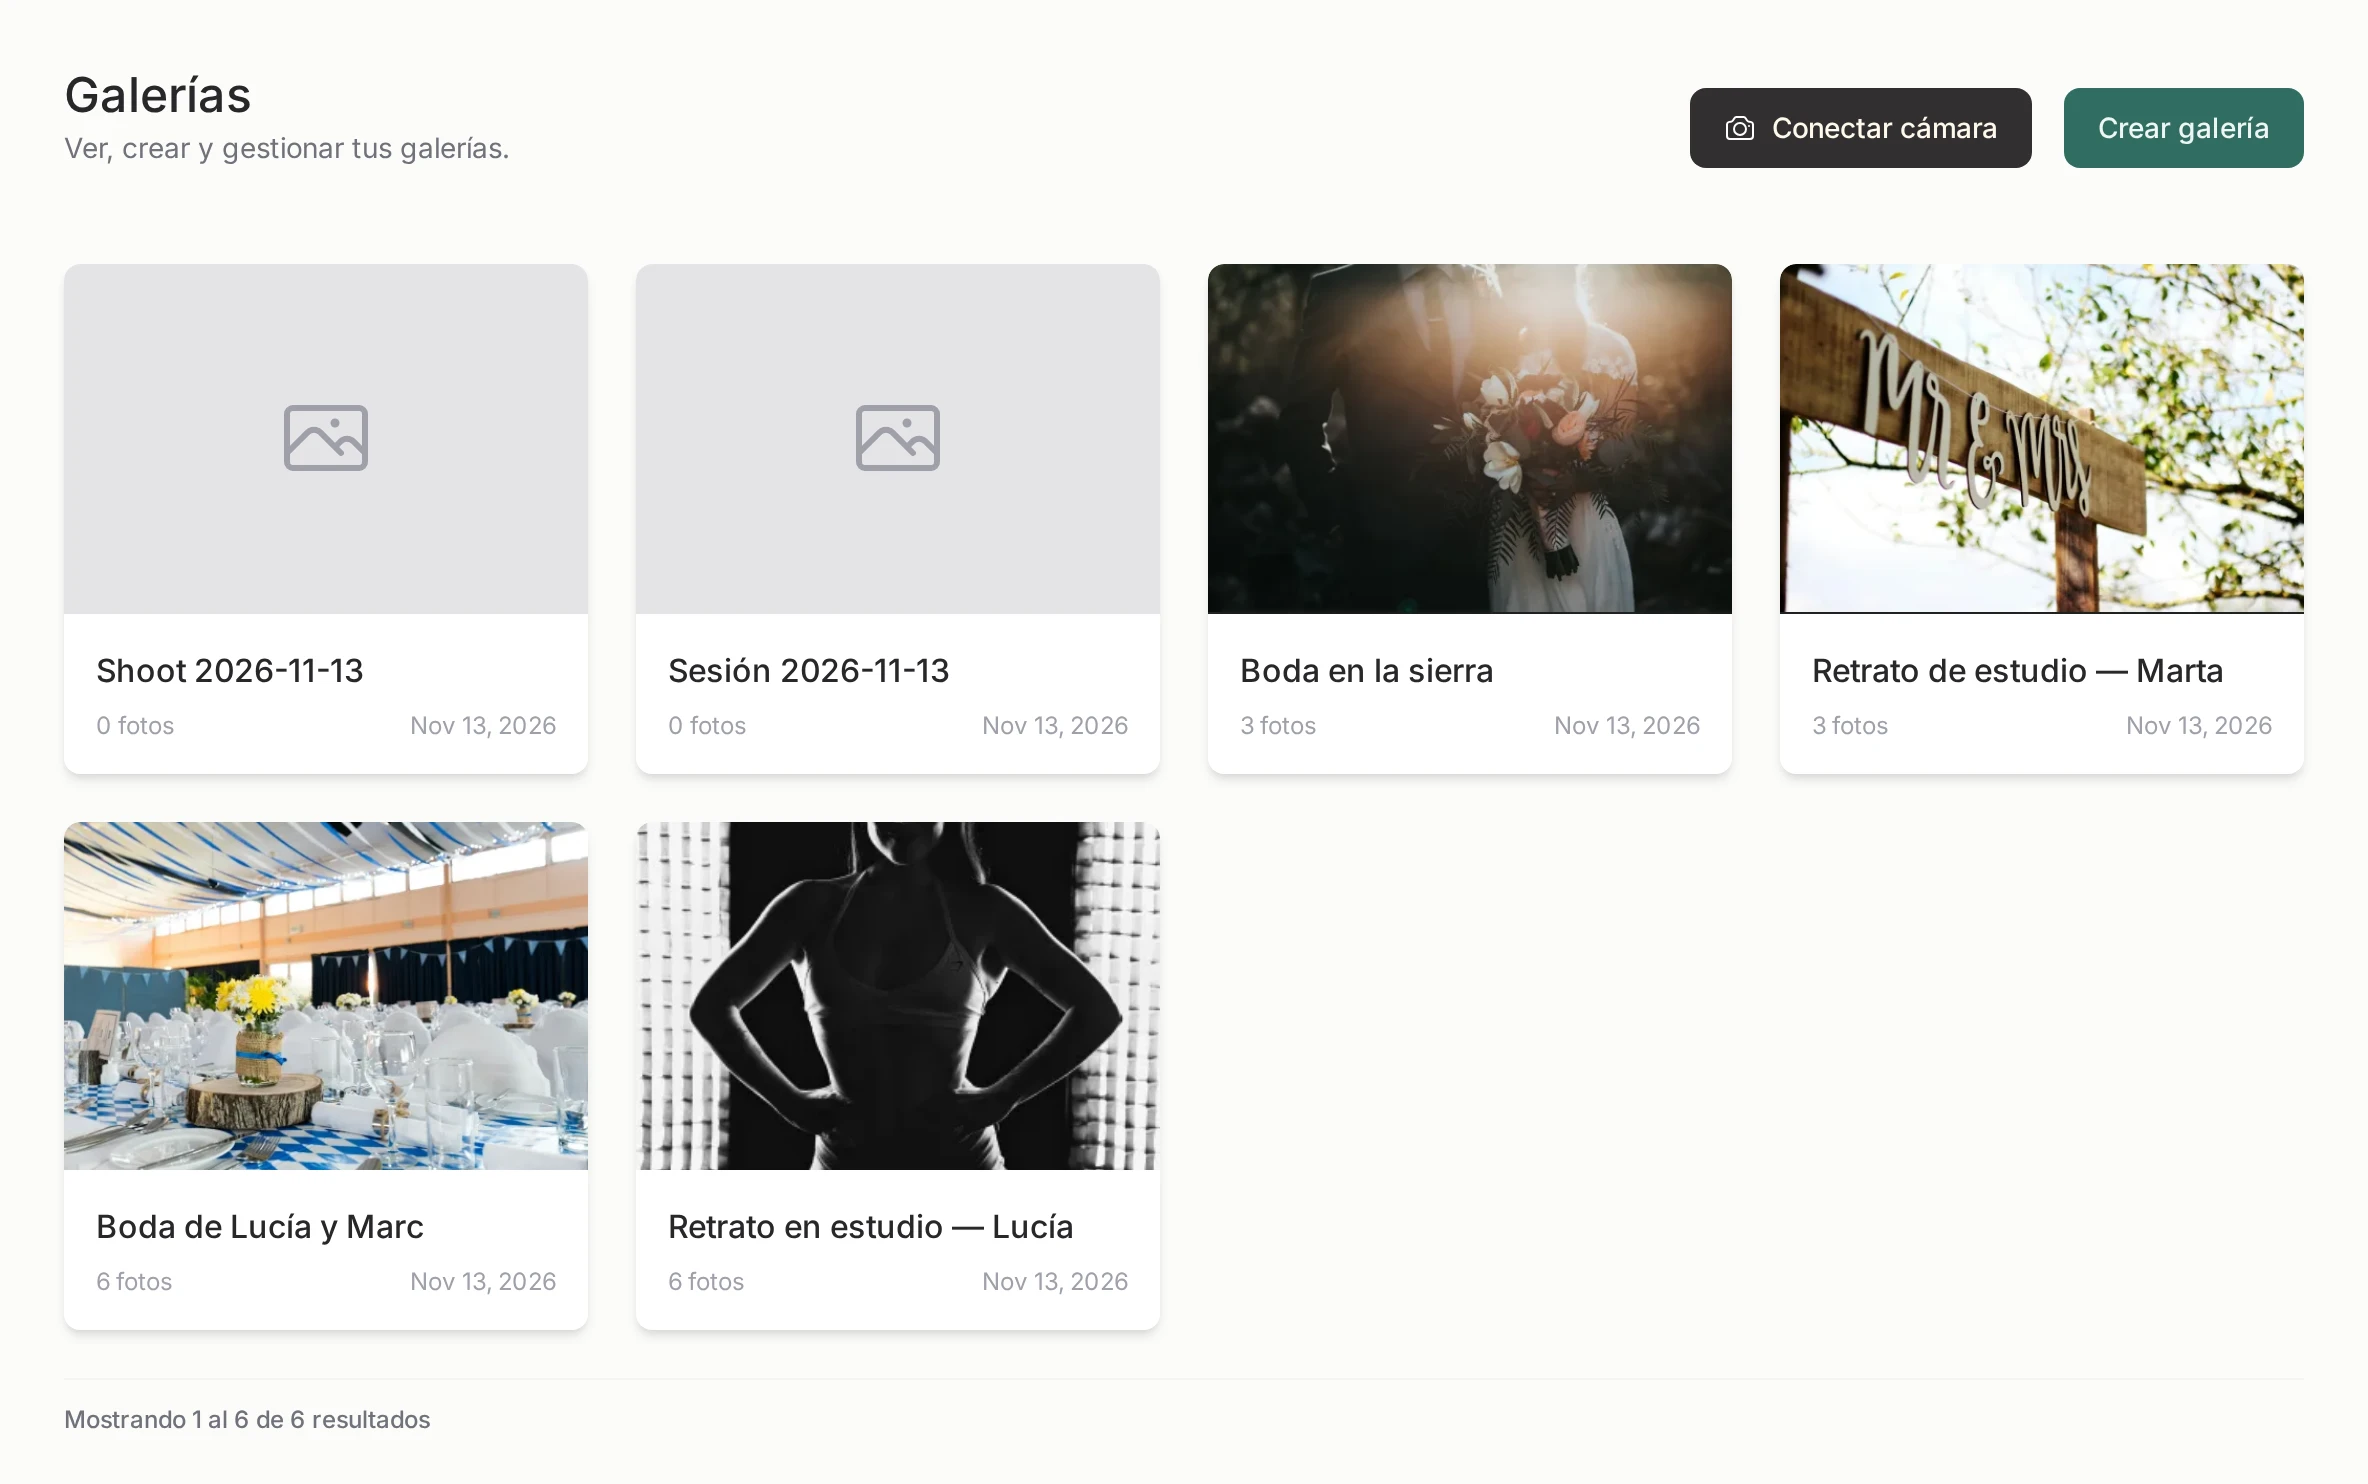 Galerías
Ver, crear y gestionar tus galerías.
Conectar cámara
Crear galería
Mr & Mrs
Shoot 2026-11-13
0 fotos
Nov 13, 2026
Sesión 2026-11-13
0 fotos
Nov 13, 2026
Boda en la sierra
3 fotos
Nov 13, 2026
Retrato de estudio — Marta
3 fotos
Nov 13, 2026
Boda de Lucía y Marc
6 fotos
Nov 13, 2026
Retrato en estudio — Lucía
6 fotos
Nov 13, 2026
Mostrando 1 al 6 de 6 resultados